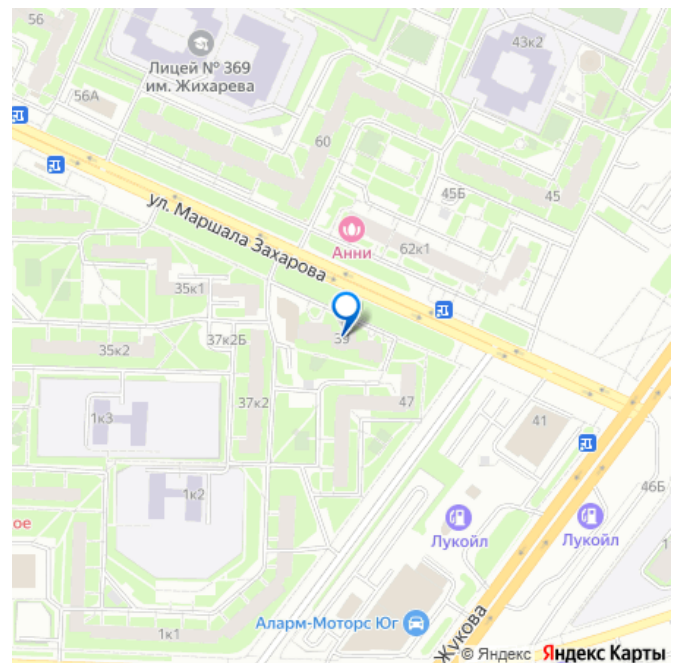 56
43к2
Лицей № 369
им. Жихарева
56А
60
45Б
45
ул. Маршала Захарова
Анни
62к1
35к1
39
37к2Б
35к2
37к2
47
1к3
41
1к2
46Б
ое
Лукойл
Лукойл
1
Аларм-Моторс Юг
1к1
Жукова
© Яндекс Яндекс Карты